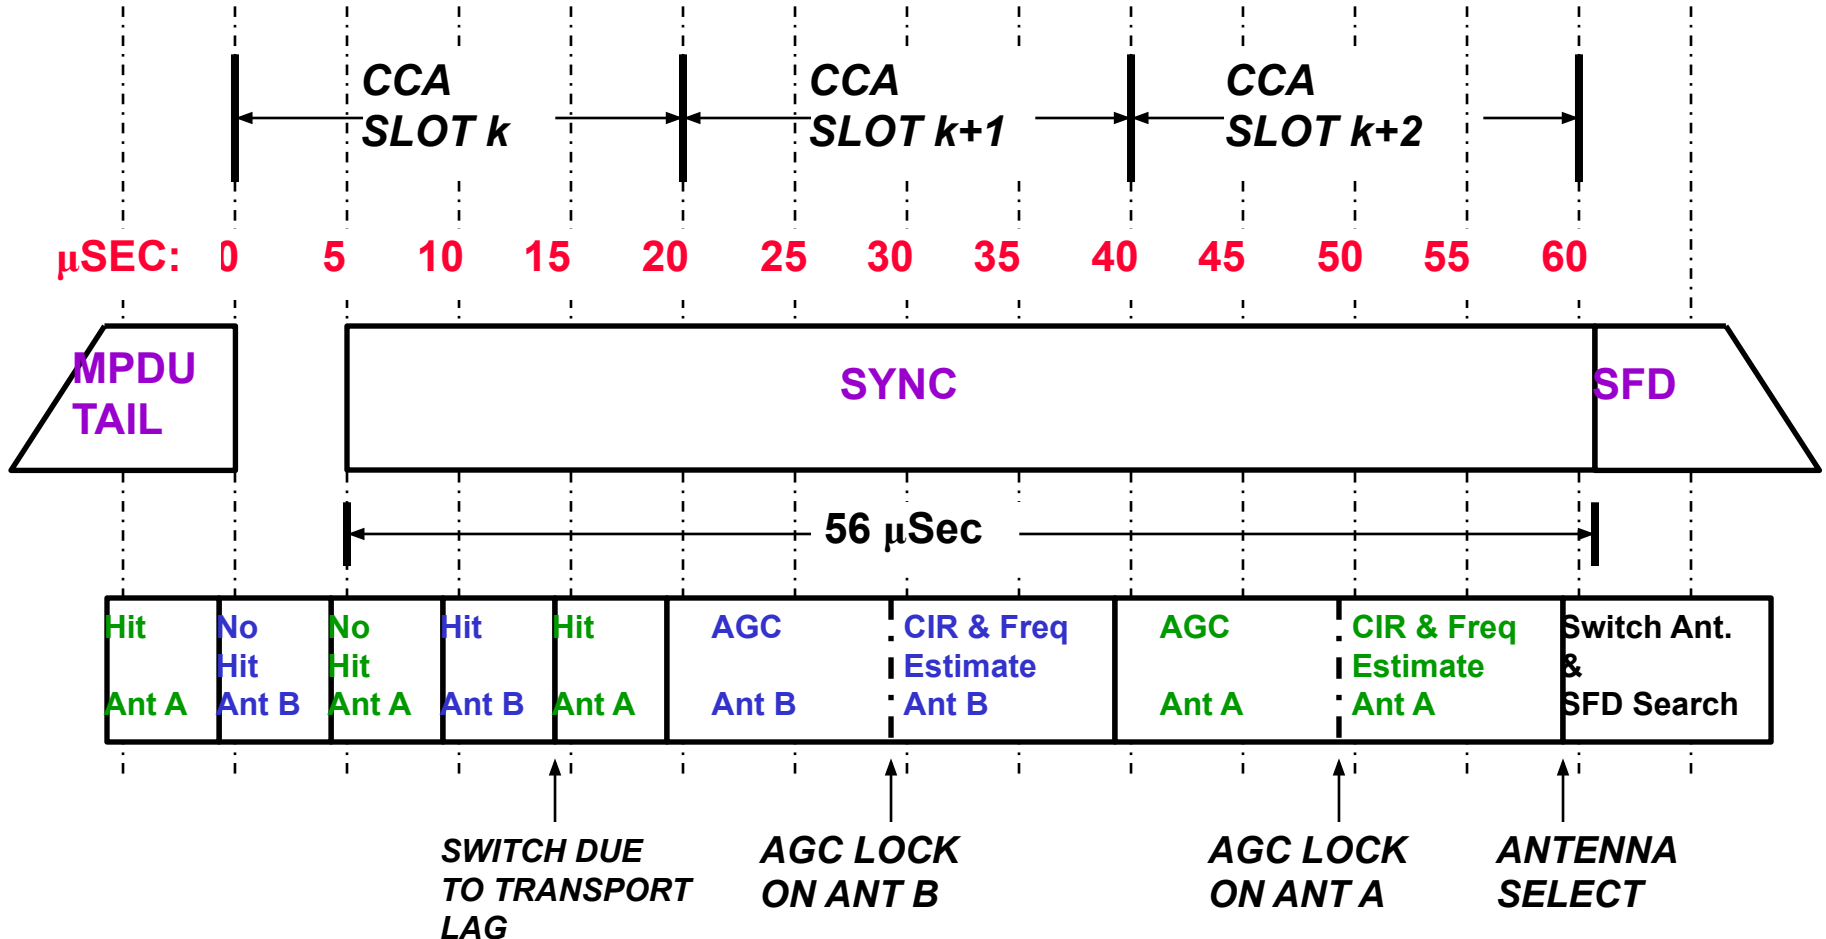 CCA
SLOT k
CCA
SLOT k+1
CCA
SLOT k+2
μSEC: 0 5 10 15 20 25 30 35 40 45 50 55 60
MPDU
TAIL
SYNC
SFD
56 μSec
Hit
Ant A
No
Hit
Ant B
No
Hit
Ant A
Hit
Ant B
Hit
Ant A
AGC
Ant B
CIR & Freq
Estimate
Ant B
AGC
Ant A
CIR & Freq
Estimate
Ant A
Switch Ant.
&
SFD Search
SWITCH DUE
TO TRANSPORT
LAG
AGC LOCK
ON ANT B
AGC LOCK
ON ANT A
ANTENNA
SELECT